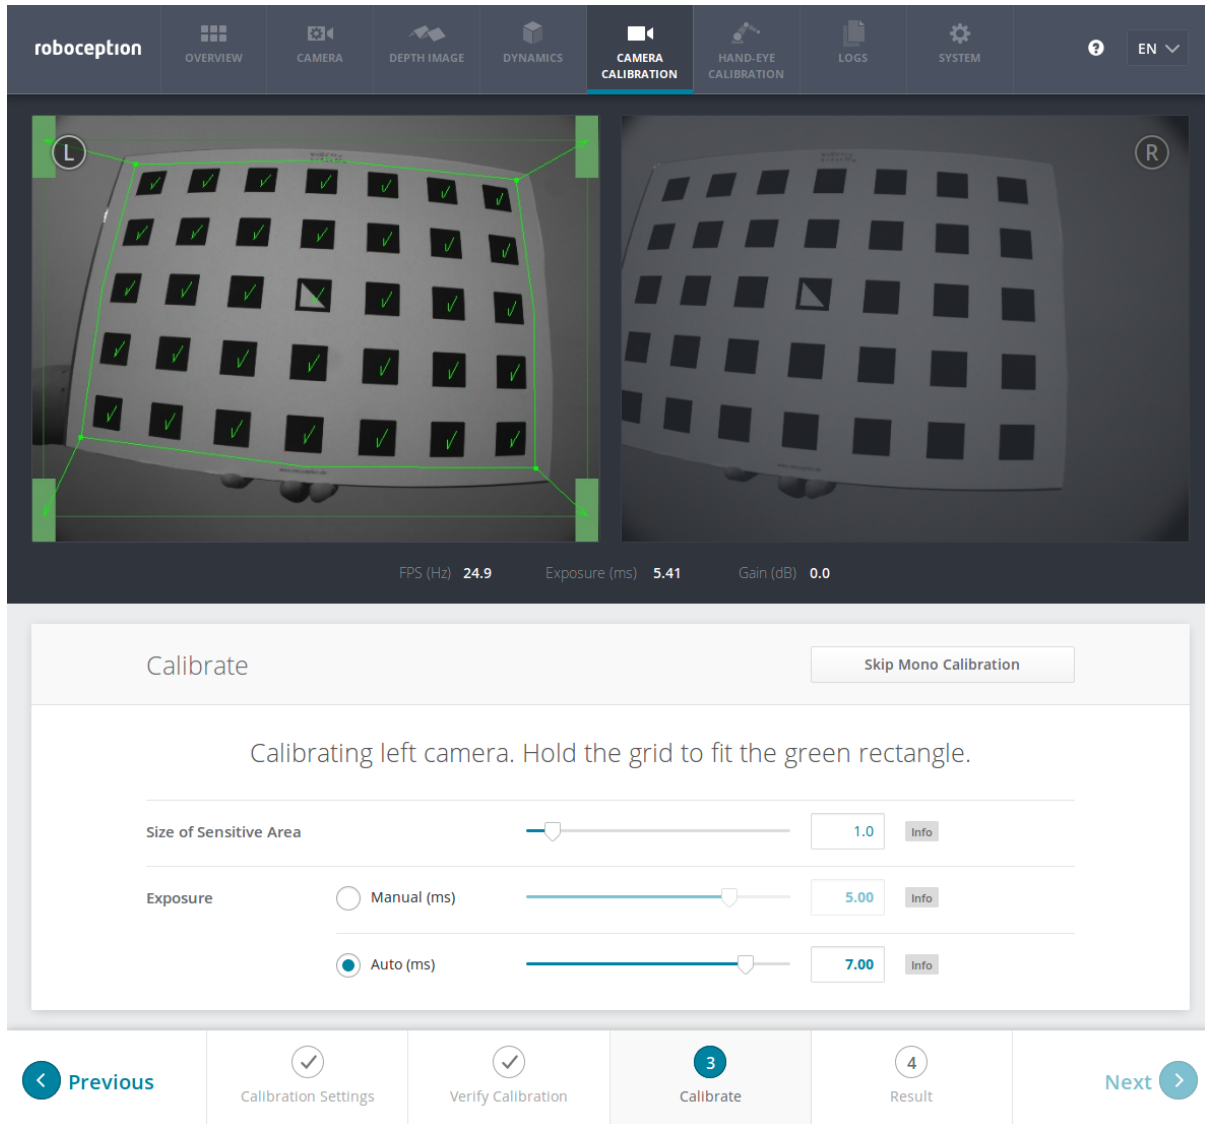 roboception
OVERVIEW
CAMERA
DEPTH IMAGE
DYNAMICS
CAMERA
CALIBRATION
HAND-EYE
CALIBRATION
LOGS
SYSTEM
?
EN
L
R
FPS (Hz) 24.9 Exposure (ms) 5.41 Gain (dB) 0.0
Calibrate
Skip Mono Calibration
Calibrating left camera. Hold the grid to fit the green rectangle.
Size of Sensitive Area 1.0 Info
Exposure Manual (ms) 5.00 Info
Auto (ms) 7.00 Info
Previous
Calibration Settings
Verify Calibration
3
Calibrate
4
Result
Next